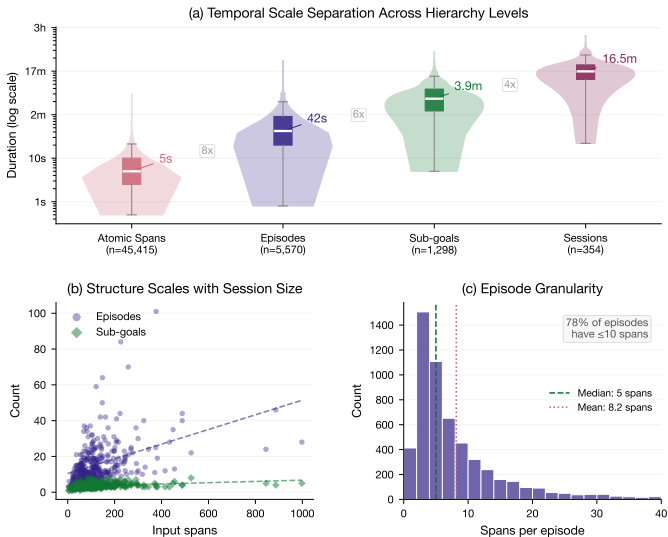 (a) Temporal Scale Separation Across Hierarchy Levels
Duration (log scale)
3h
17m
2m
10s
1s
5s
8x
42s
6x
3.9m
4x
16.5m
Atomic Spans
(n=45,415)
Episodes
(n=5,570)
Sub-goals
(n=1,298)
Sessions
(n=354)
(b) Structure Scales with Session Size
Episodes
Sub-goals
Count
100
80
60
40
20
0
0
200
400
600
800
1000
Input spans
(c) Episode Granularity
78% of episodes
have ≤10 spans
Median: 5 spans
Mean: 8.2 spans
Count
1400
1200
1000
800
600
400
200
0
0
10
20
30
40
Spans per episode